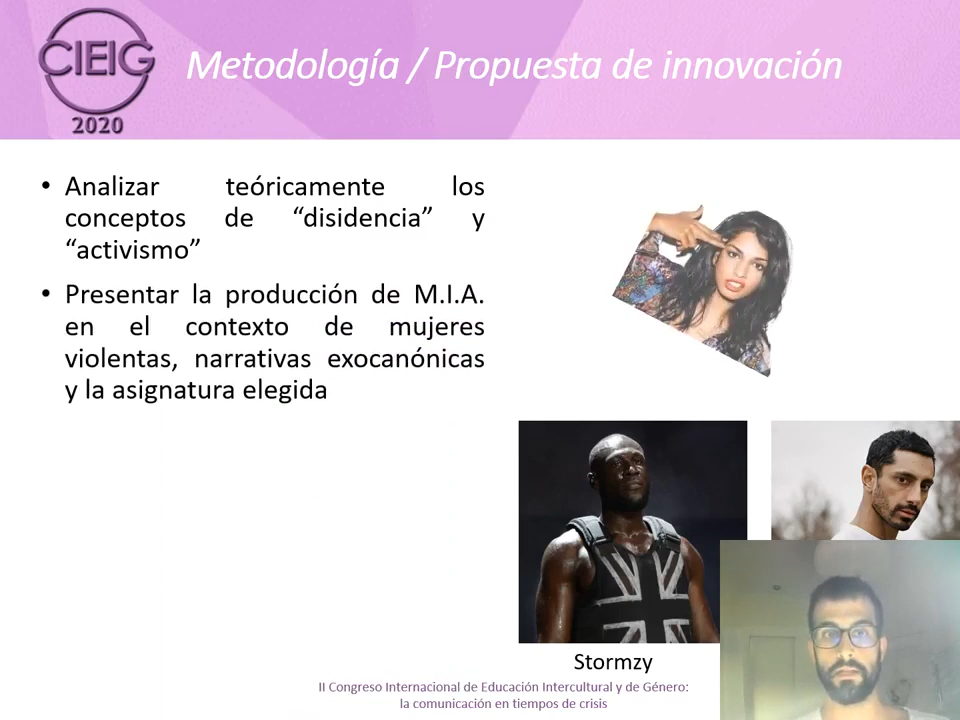 CIEIG
2020
Metodología / Propuesta de innovación
• Analizar teóricamente los
conceptos de “disidencia” y
“activismo”
• Presentar la producción de M.I.A.
en el contexto de mujeres
violentas, narrativas exocanónicas
y la asignatura elegida
Stormzy
II Congreso Internacional de Educación Intercultural y de Género:
la comunicación en tiempos de crisis